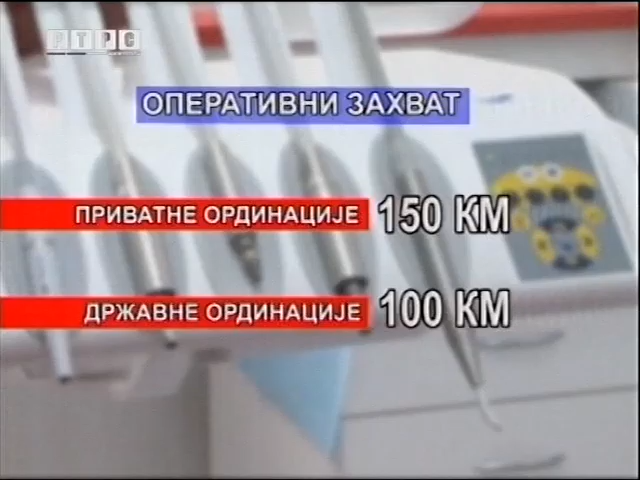 РТРС
ОПЕРАТИВНИ ЗАХВАТ
ПРИВАТНЕ ОРДИНАЦИЈЕ 150 КМ
ДРЖАВНЕ ОРДИНАЦИЈЕ 100 КМ